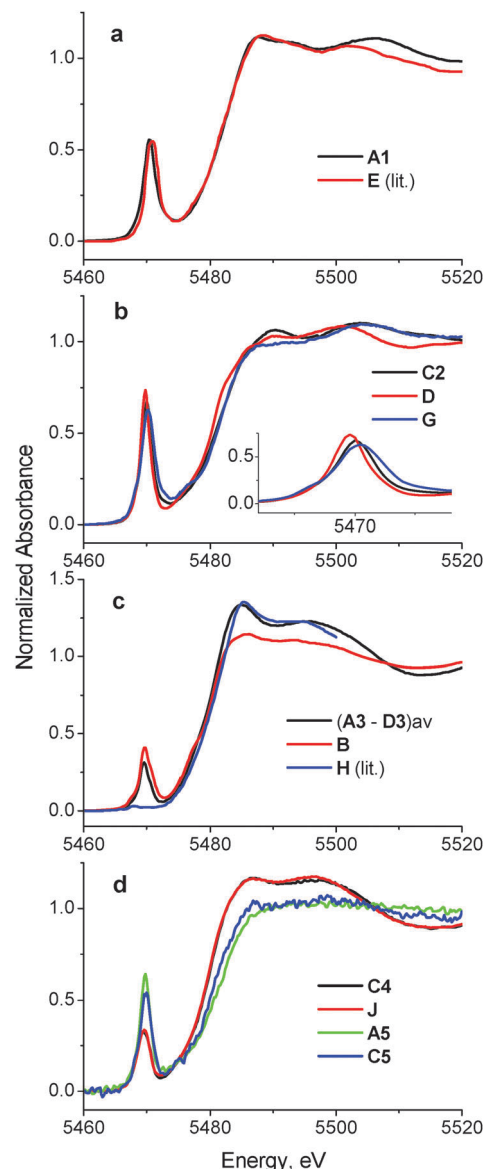 a
1.0
0.5
0.0
A1
E (lit.)
5460 5480 5500 5520
b
1.0
0.5
0.0
C2
D
G
0.5
0.0
5470
5460 5480 5500 5520
Normalized Absorbance
c
1.5
1.0
0.5
0.0
(A3 - D3)av
B
H (lit.)
5460 5480 5500 5520
d
1.0
0.5
0.0
C4
J
A5
C5
5460 5480 5500 5520
Energy, eV